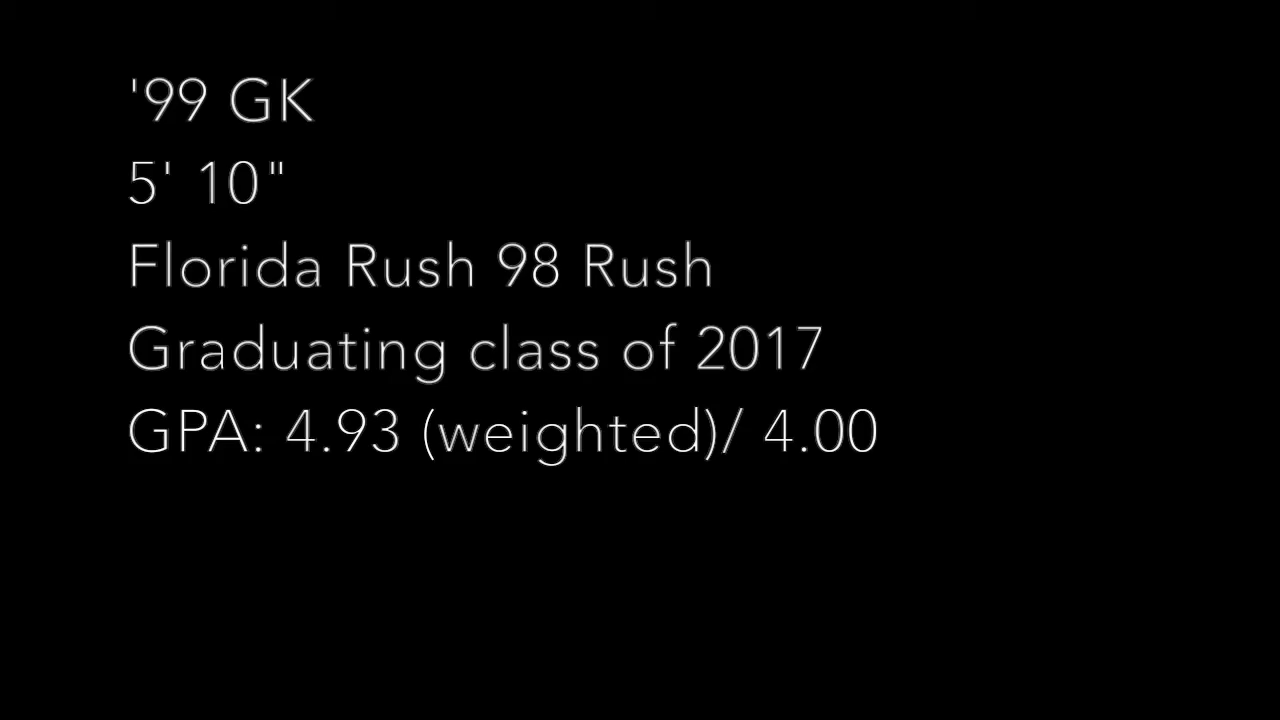 '99 GK
5' 10"
Florida Rush 98 Rush
Graduating class of 2017
GPA: 4.93 (weighted)/ 4.00